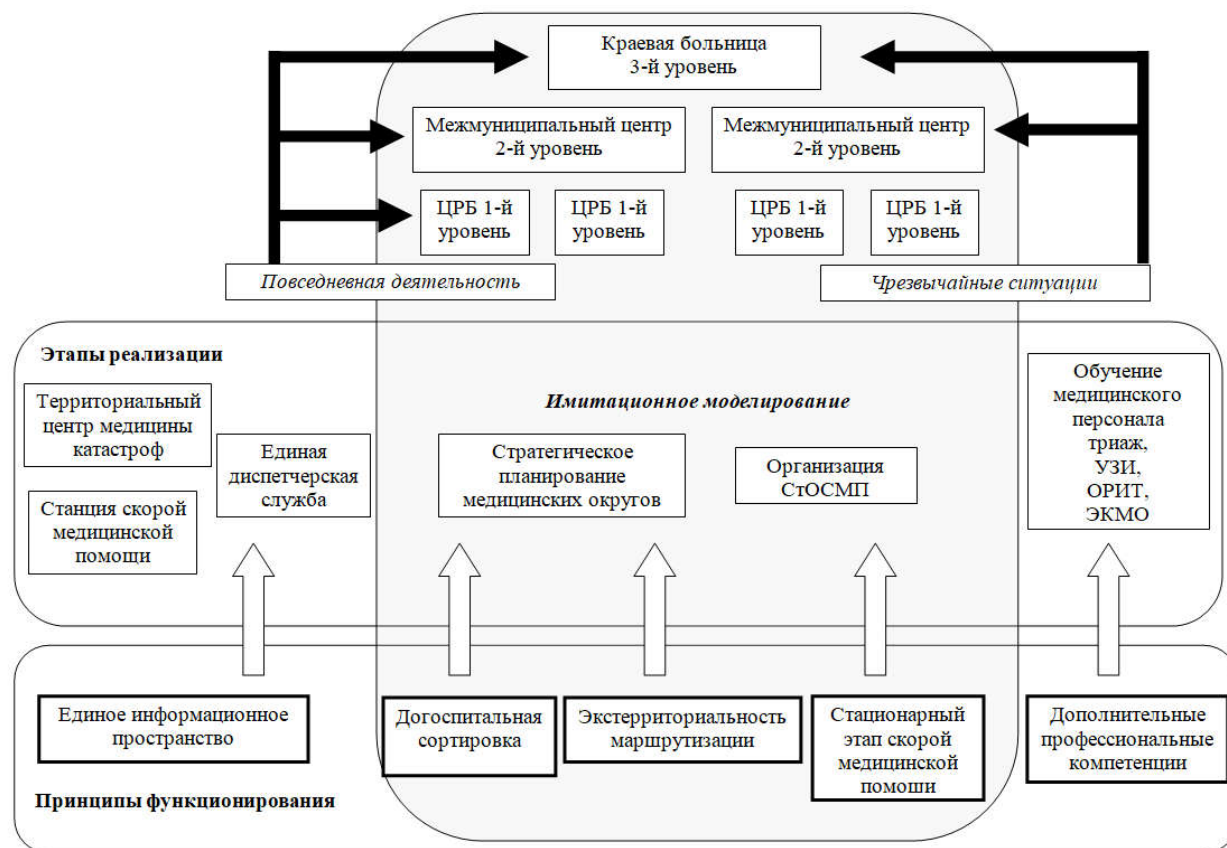 Краевая больница
3-й уровень
Межмуниципальный центр
2-й уровень
Межмуниципальный центр
2-й уровень
ЦРБ 1-й
уровень
ЦРБ 1-й
уровень
ЦРБ 1-й
уровень
ЦРБ 1-й
уровень
Повседневная деятельность
Чрезвычайные ситуации
Этапы реализации
Территориальный
центр медицины
катастроф
Станция скорой
медицинской
помощи
Единая
диспетчерская
служба
Имитационное моделирование
Стратегическое
планирование
медицинских округов
Организация
СтОСМП
Обучение
медицинского
персонала
триаж,
УЗИ,
ОРИТ,
ЭКМО
Единое информационное
пространство
Догоспитальная
сортировка
Экстерриториальность
маршрутизации
Стационарный
этап скорой
медицинской
помоши
Дополнительные
профессиональные
компетенции
Принципы функционирования